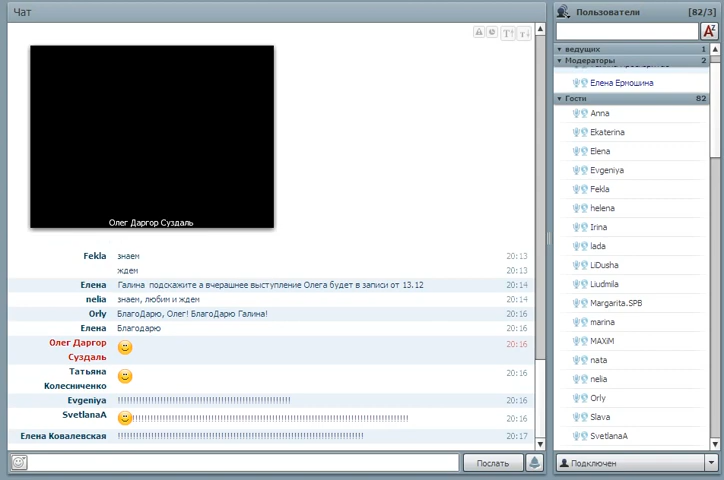 Чат
Олег Даргор Суздаль
Fekla знаем 20:13
ждем 20:13
Елена Галина подскажите а вчерашнее выступление Олега будет в записи от 13.12 20:14
nelia знаем, любим и ждем 20:14
Orly БлагоДарю, Олег! БлагоДарю Галина! 20:16
Елена Благодарю 20:16
Олег Даргор 20:16
Суздаль
Татьяна 20:16
Колесниченко
Evgeniya !!!!!!!!!!!!!!!!!!!!!!!!!!!!!!!!!!!!!!!!!!!!!!!!!!!!!!!!!! 20:16
SvetlanaA !!!!!!!!!!!!!!!!!!!!!!!!!!!!!!!!!!!!!!!!!!!!!!!!!!!!!!!!!!!!!!!!!!!!!!!!!!!!!!!!!!!!!!!!!!!! 20:16
Елена Ковалевская !!!!!!!!!!!!!!!!!!!!!!!!!!!!!!!!!!!!!!!!!!!!!!!!!!!!!!!!!!!!!!!!!!!!!!!!!!!!!!!!!! 20:17
Послать
Пользователи [82/3]
ведущих 1
Модераторы 2
Елена Ермошина
Гости 82
Anna
Ekaterina
Elena
Evgeniya
Fekla
helena
Irina
lada
LiDusha
Liudmila
Margarita.SPB
marina
MAXiM
nata
nelia
Orly
Slava
SvetlanaA
Подключен